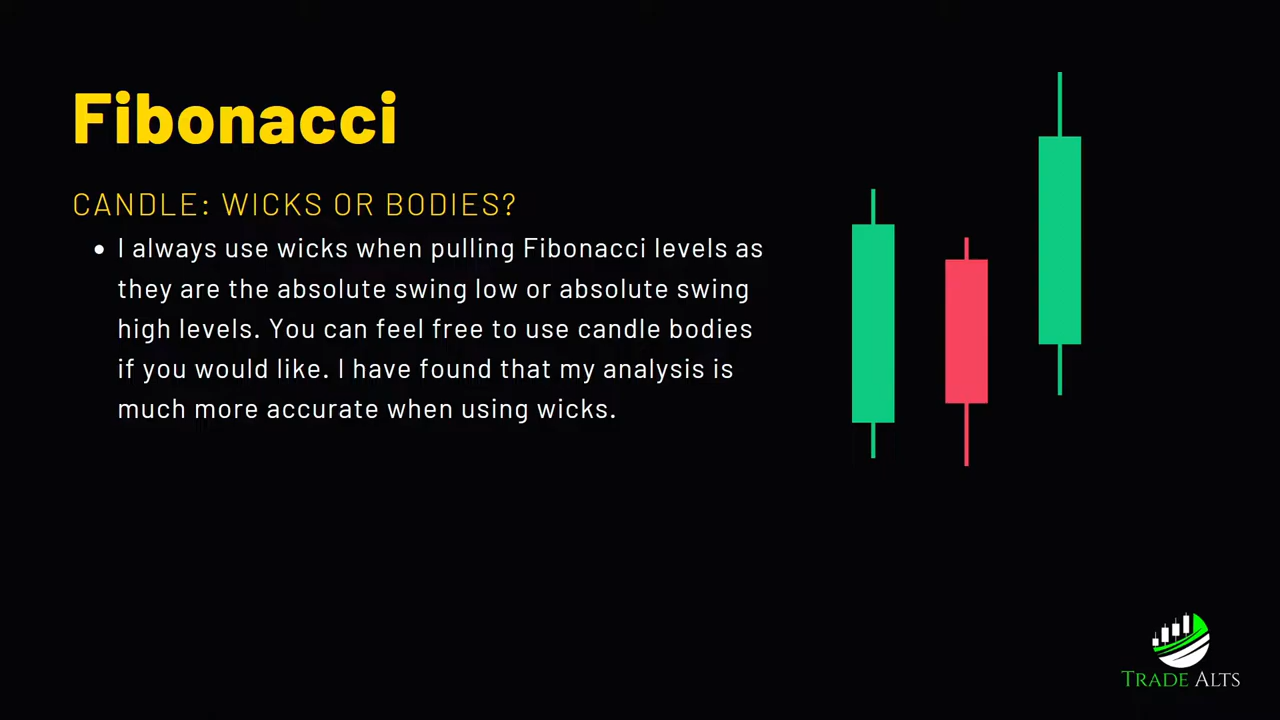 Fibonacci
CANDLE: WICKS OR BODIES?
• I always use wicks when pulling Fibonacci levels as
they are the absolute swing low or absolute swing
high levels. You can feel free to use candle bodies
if you would like. I have found that my analysis is
much more accurate when using wicks.
TRADE ALTS